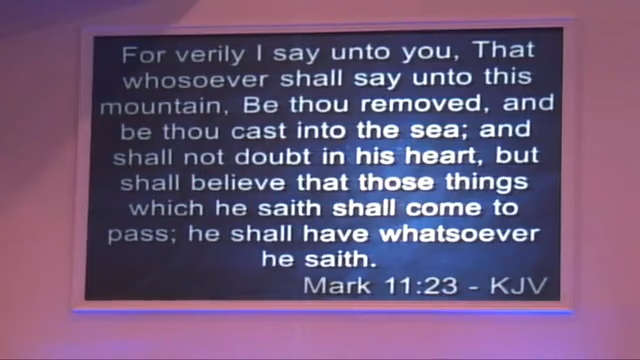 For verily I say unto you, That
whosoever shall say unto this
mountain, Be thou removed, and
be thou cast into the sea; and
shall not doubt in his heart, but
shall believe that those things
which he saith shall come to
pass; he shall have whatsoever
he saith.
Mark 11:23 - KJV